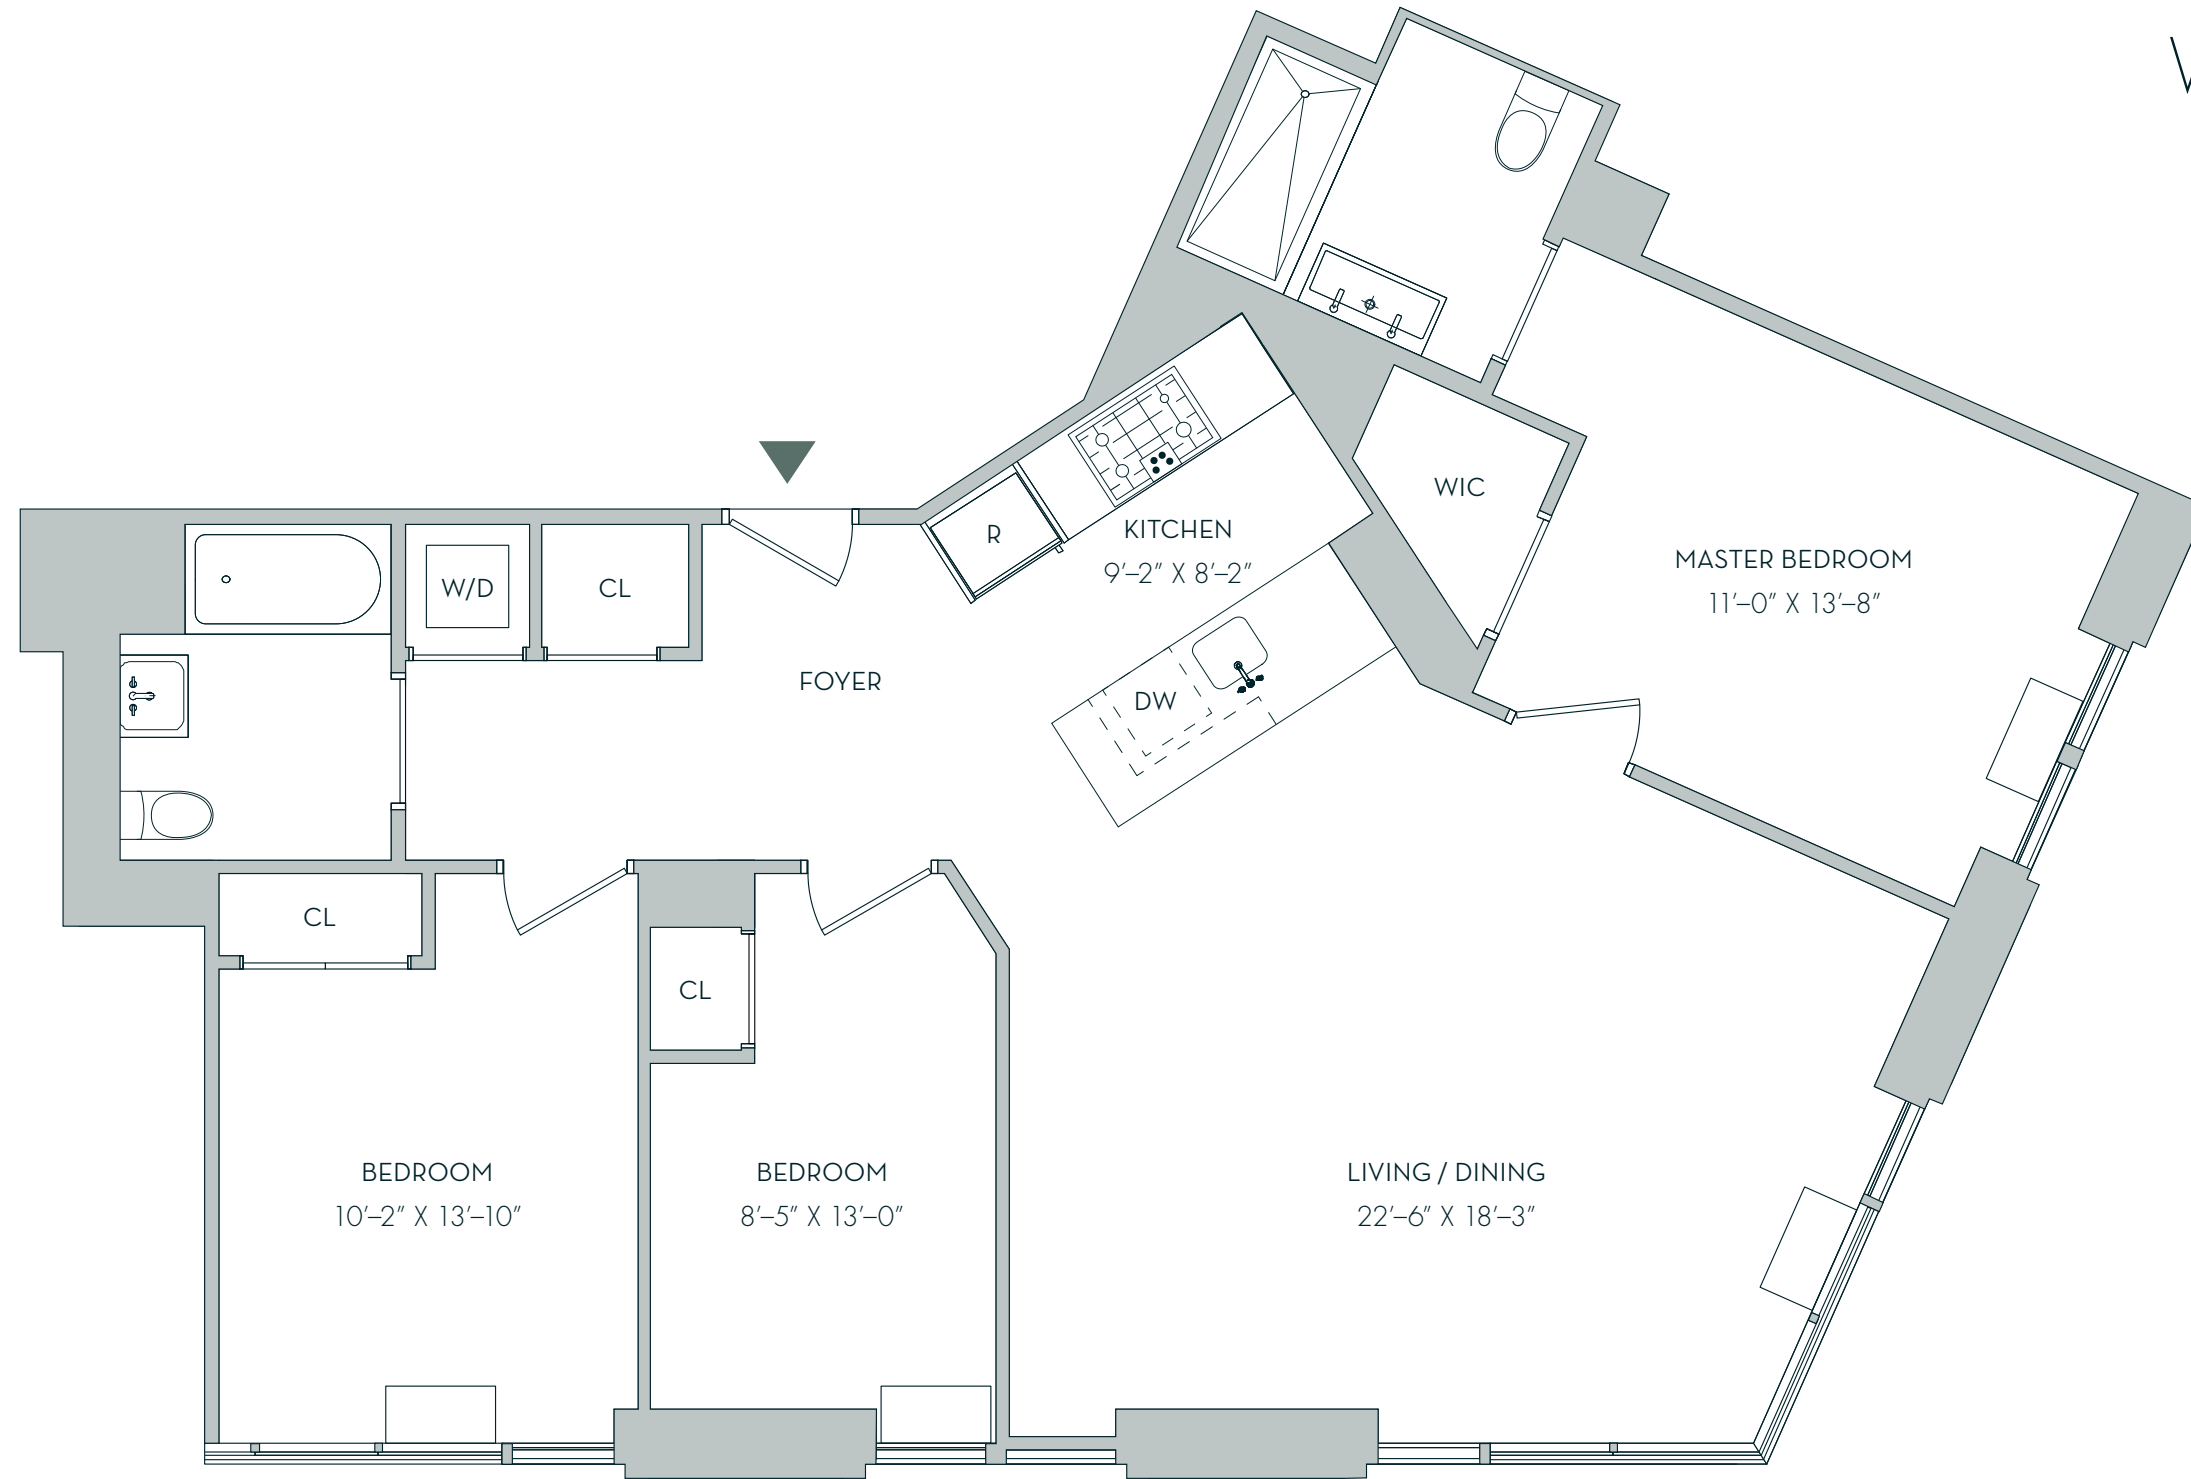 R
KITCHEN
9'–2" X 8'–2"
WIC
MASTER BEDROOM
11'–0" X 13'–8"
W/D
CL
FOYER
DW
CL
CL
BEDROOM
10'–2" X 13'–10"
BEDROOM
8'–5" X 13'–0"
LIVING / DINING
22'–6" X 18'–3"